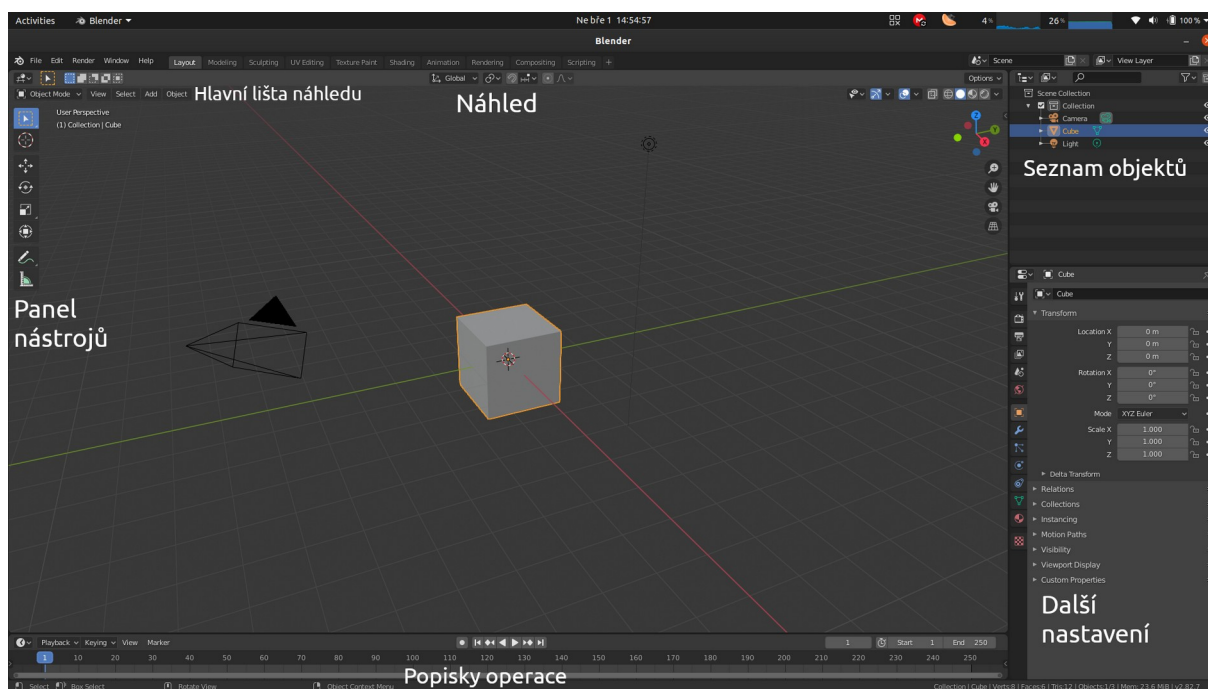 Activities Blender Ne bře 1 14:54:57 4% 26% 100 %
Blender
File Edit Render Window Help Layout Modeling Sculpting UV Editing Texture Paint Shading Animation Rendering Compositing Scripting + Scene View Layer
Global Options
Object Mode View Select Add Object Hlavní lišta náhledu
Náhled
User Perspective
(1) Collection | Cube
Z
Y
X
Scene Collection
Collection
Camera
Cube
Light
Seznam objektů
Panel
nástrojů
Cube
Cube
Transform
Location X 0 m
Y 0 m
Z 0 m
Rotation X 0°
Y 0°
Z 0°
Mode XYZ Euler
Scale X 1.000
Y 1.000
Z 1.000
Delta Transform
Relations
Collections
Instancing
Motion Paths
Visibility
Viewport Display
Custom Properties
Další
nastavení
Playback Keying View Marker 1 Start 1 End 250
1 10 20 30 40 50 60 70 80 90 100 110 120 130 140 150 160 170 180 190 200 210 220 230 240 250
Popisky operace
Select Box Select Rotate View Object Context Menu Collection | Cube | Verts:8 | Faces:6 | Tris:12 | Objects:1/3 | Mem: 23.6 MiB | v2.82.7